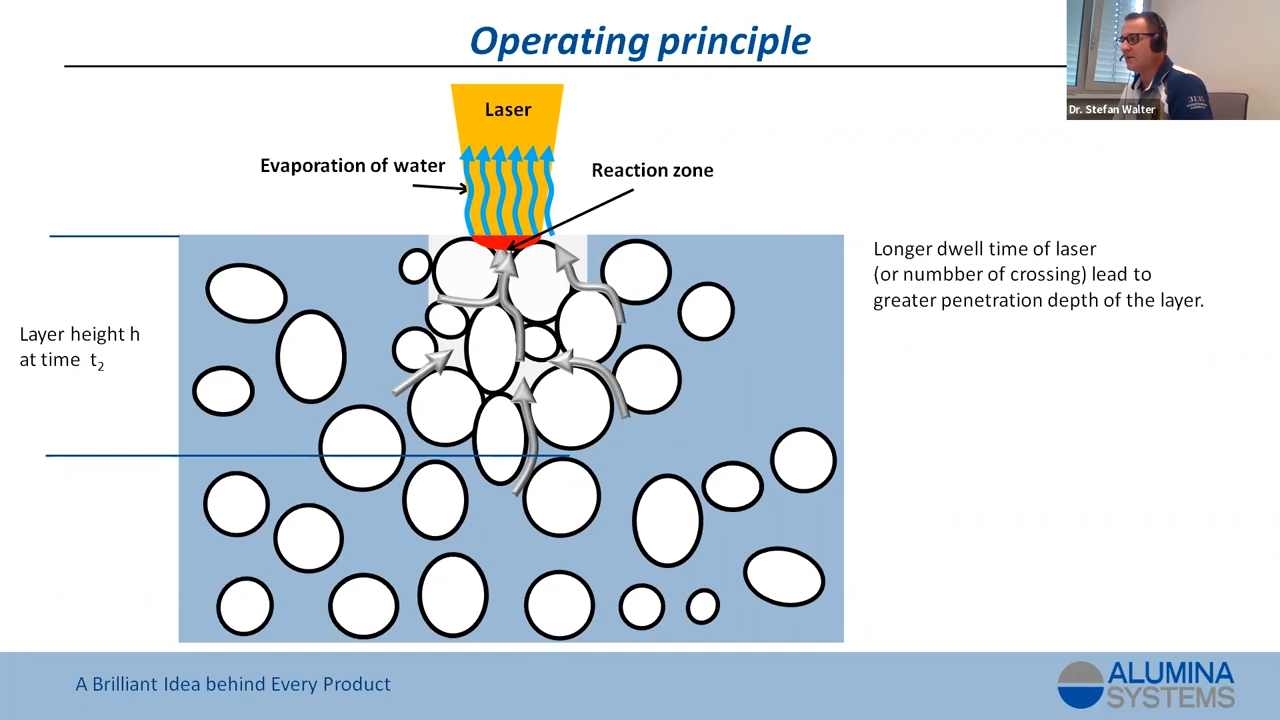 Operating principle
Dr. Stefan Walter
Laser
Evaporation of water
Reaction zone
Longer dwell time of laser
(or numbber of crossing) lead to
greater penetration depth of the layer.
Layer height h
at time t₂
A Brilliant Idea behind Every Product
ALUMINA
SYSTEMS